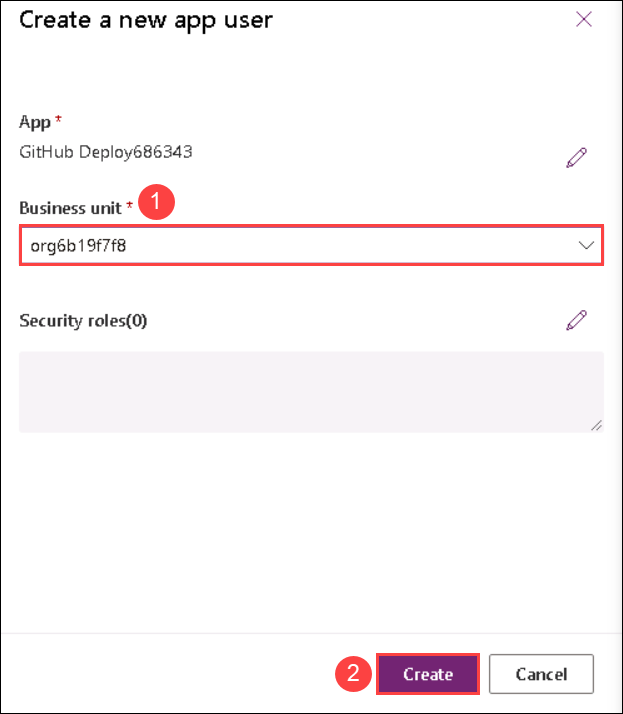 Create a new app user
App *
GitHub Deploy686343
Business unit * 1
org6b19f7f8
Security roles(0)
2 Create Cancel